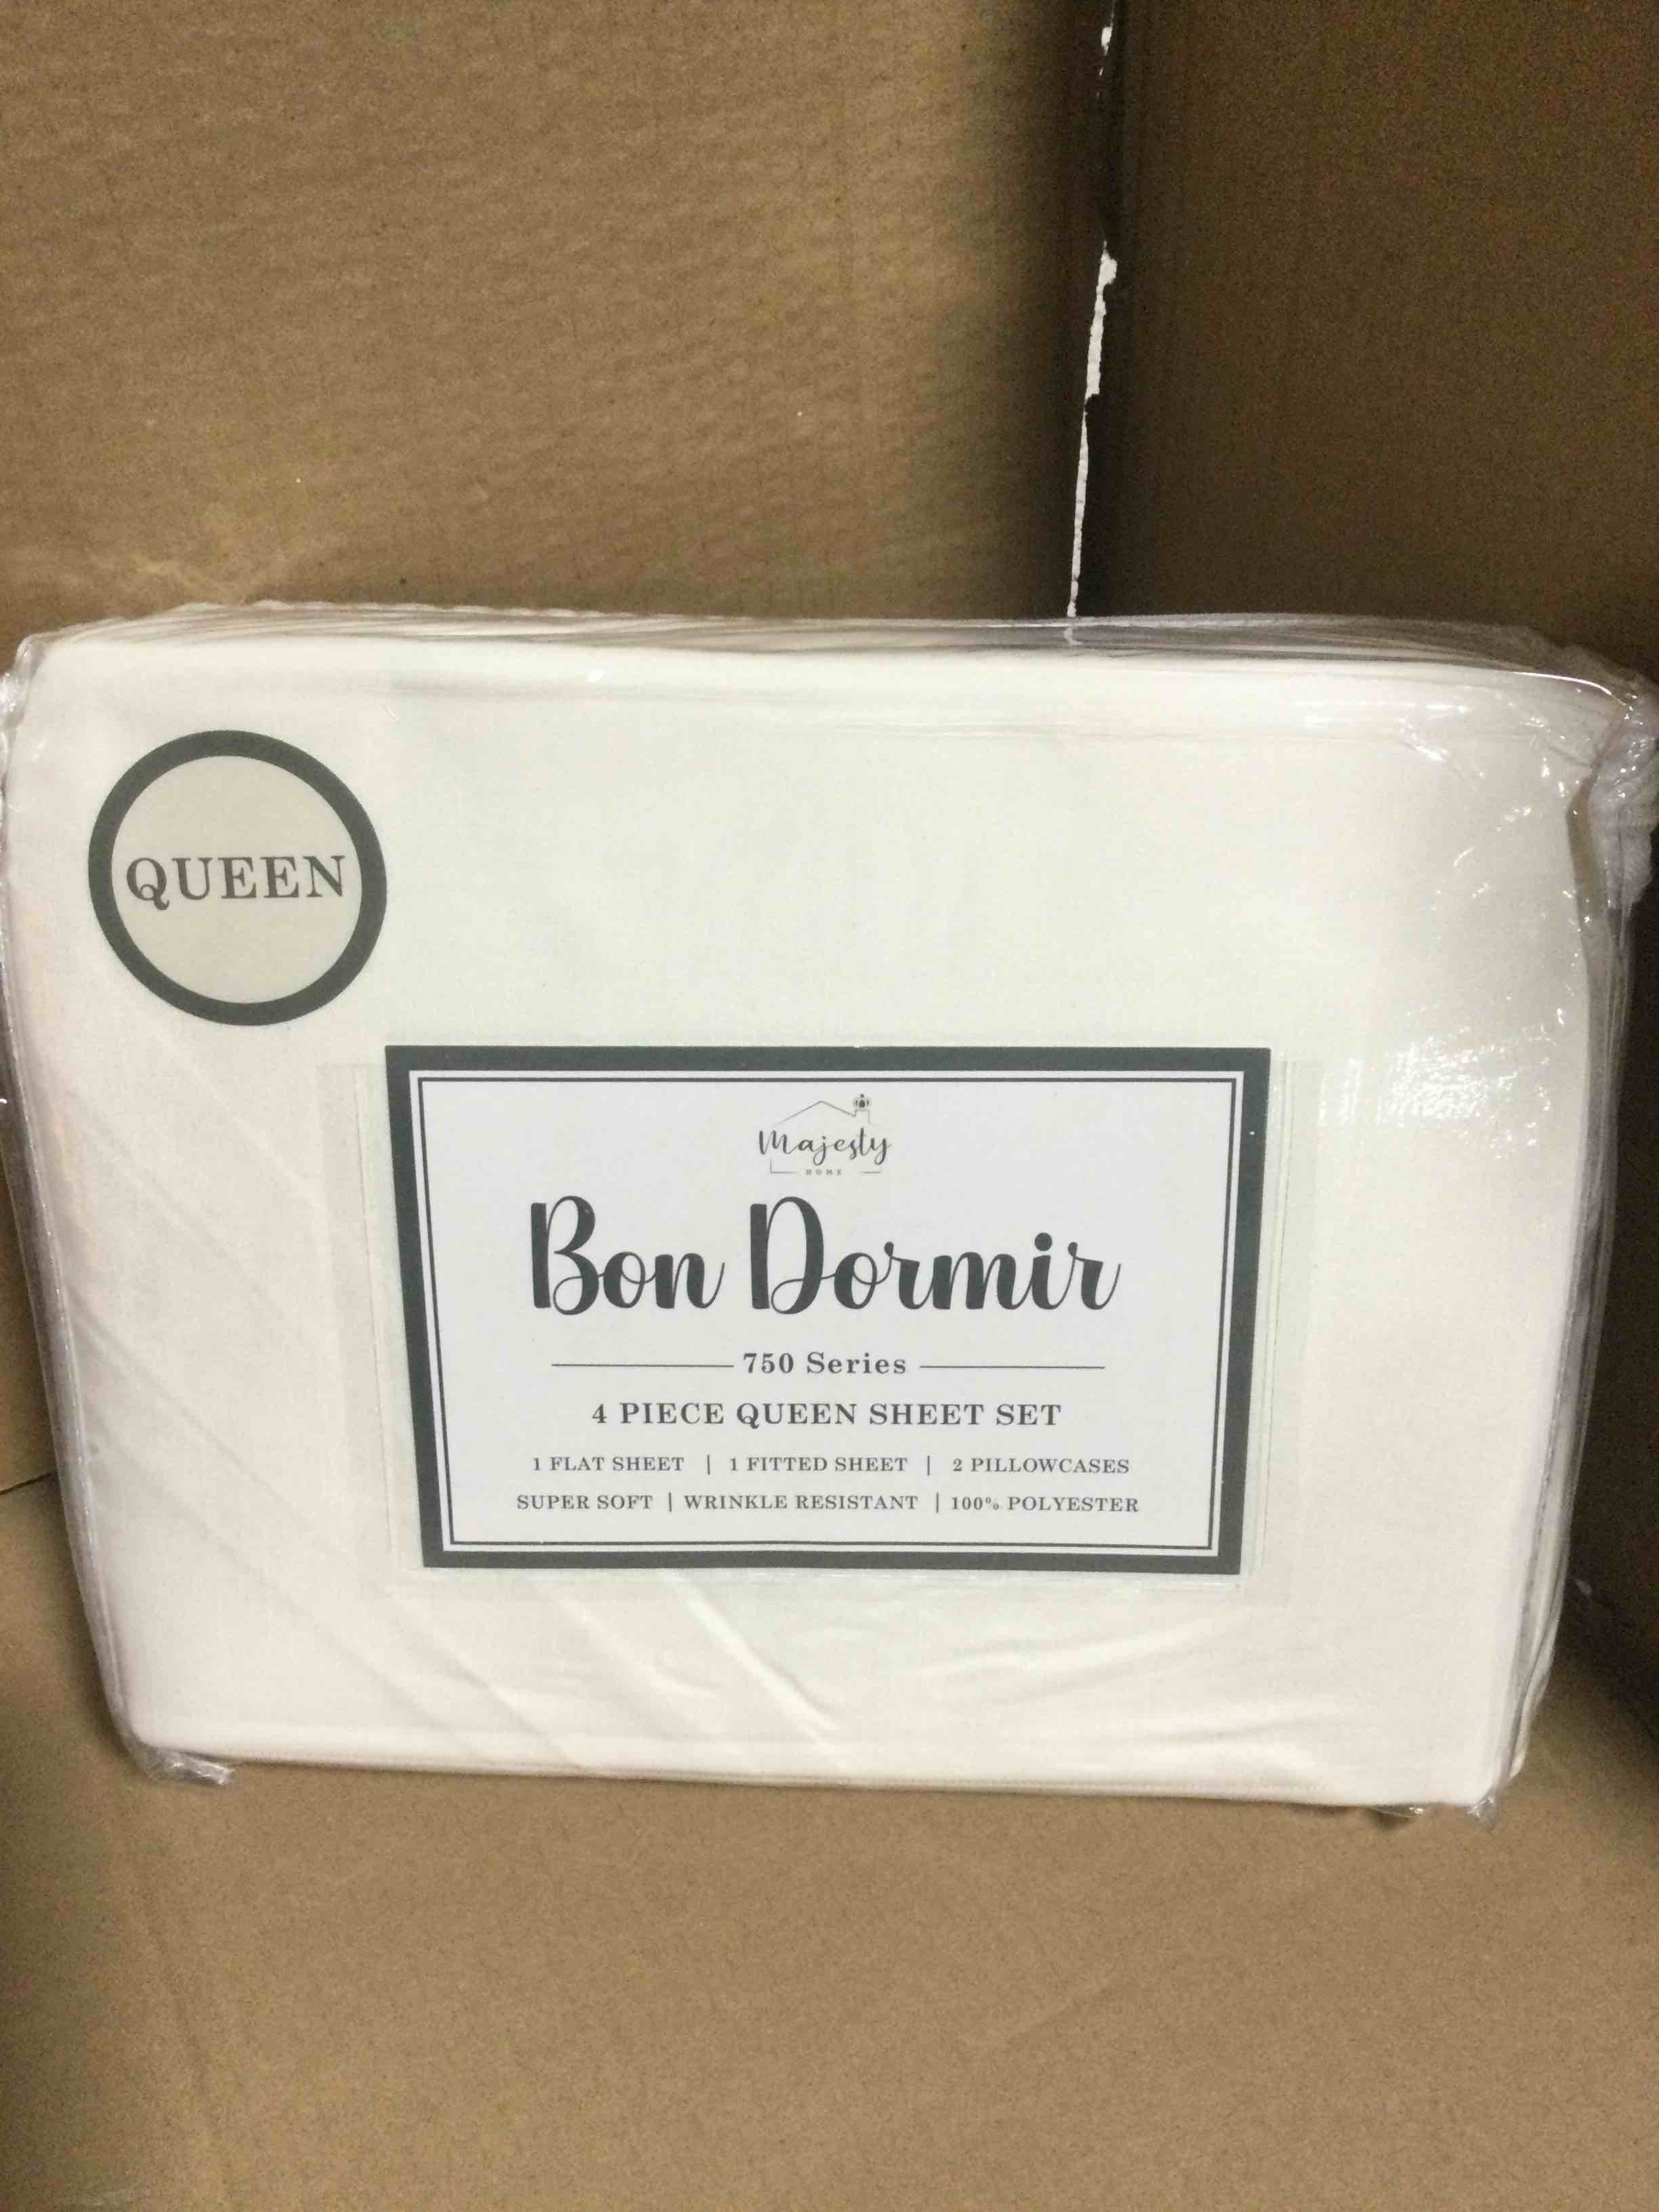 QUEEN
Majesty
HOME
Bon Dormir
750 Series
4 PIECE QUEEN SHEET SET
1 FLAT SHEET | 1 FITTED SHEET | 2 PILLOWCASES
SUPER SOFT | WRINKLE RESISTANT | 100% POLYESTER